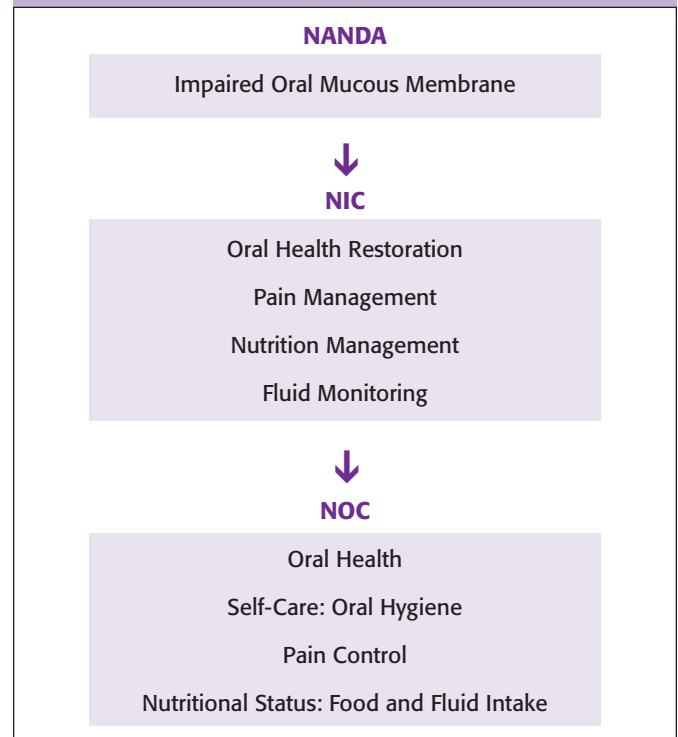 NANDA
Impaired Oral Mucous Membrane
↓
NIC
Oral Health Restoration
Pain Management
Nutrition Management
Fluid Monitoring
↓
NOC
Oral Health
Self-Care: Oral Hygiene
Pain Control
Nutritional Status: Food and Fluid Intake